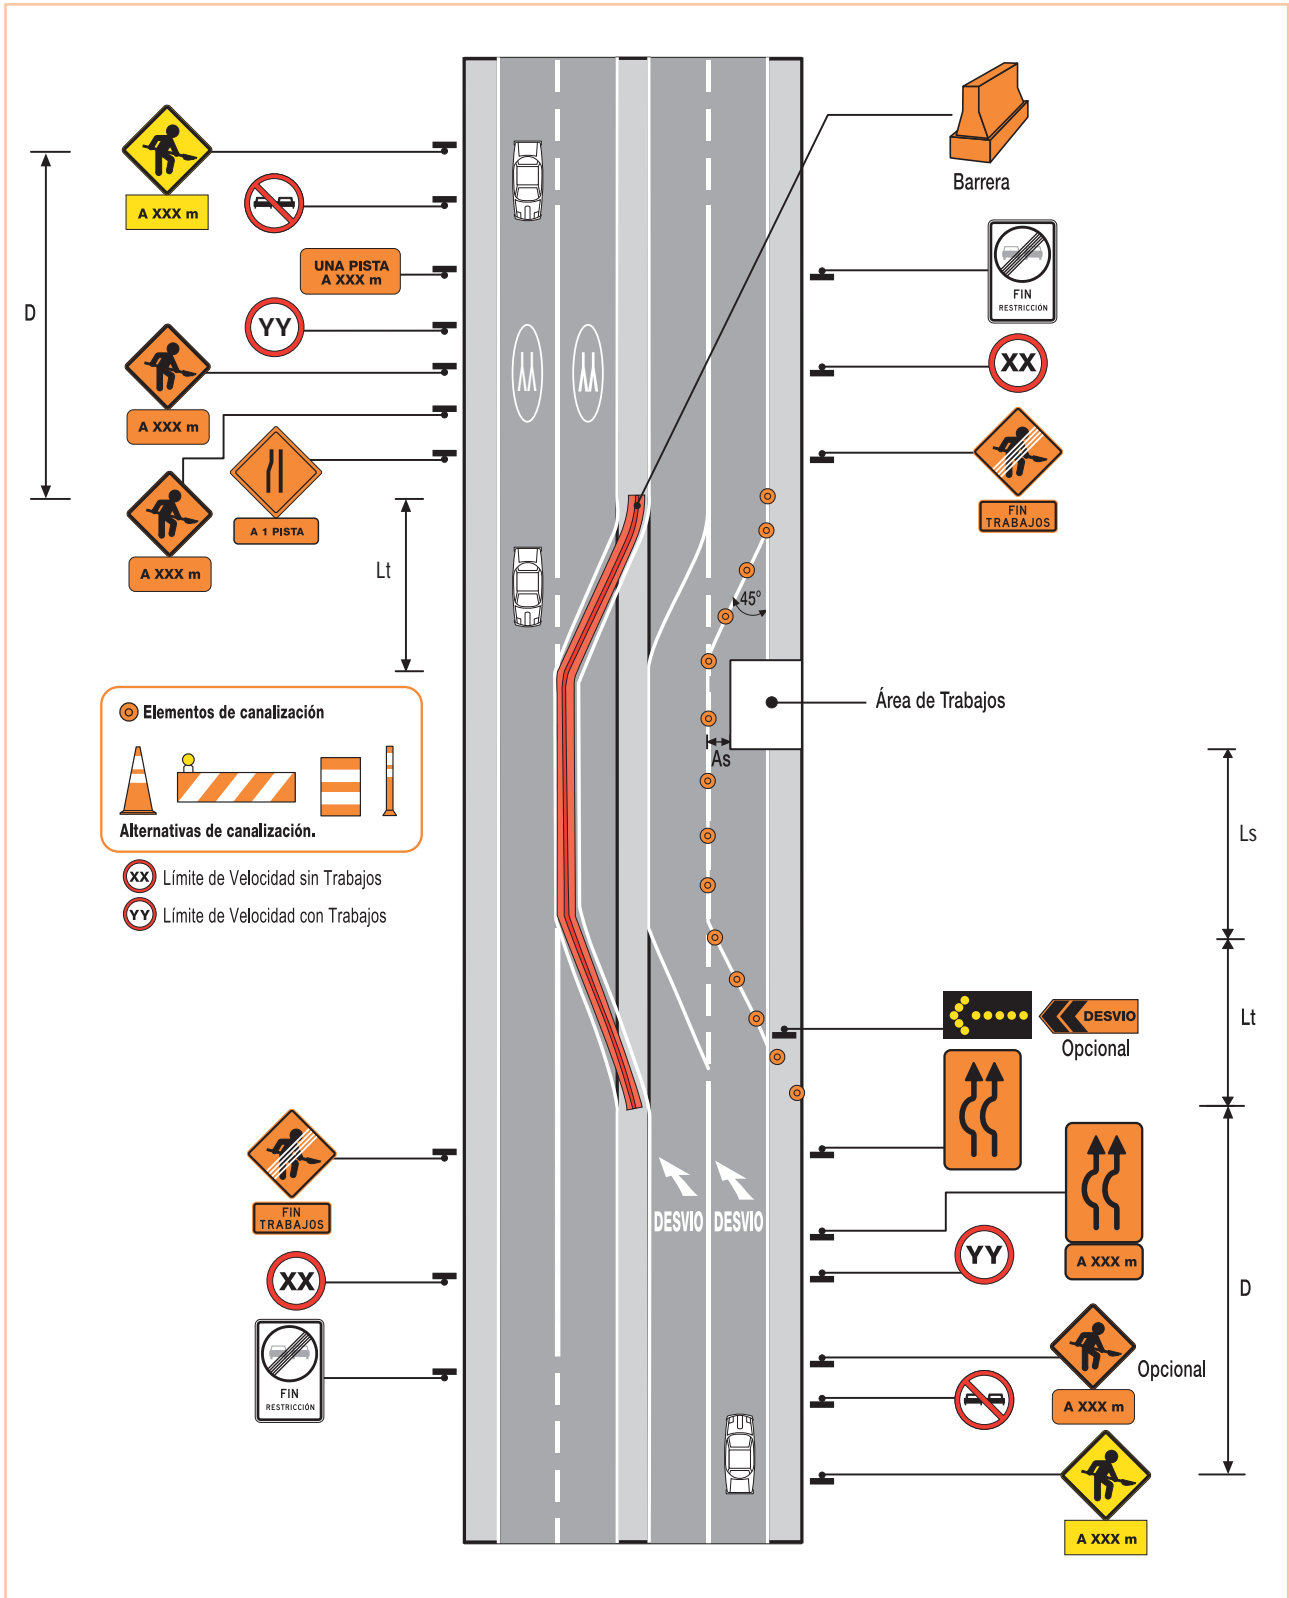 A XXX m
UNA PISTA
A XXX m
D
YY
A XXX m
A 1 PISTA
A XXX m
Lt
Barrera
FIN
RESTRICCIÓN
XX
FIN
TRABAJOS
45º
Área de Trabajos
As
Elementos de canalización
Alternativas de canalización.
XX Límite de Velocidad sin Trabajos
YY Límite de Velocidad con Trabajos
Ls
Lt
DESVIO
Opcional
DESVIO DESVIO
FIN
TRABAJOS
XX
FIN
RESTRICCIÓN
YY
A XXX m
D
Opcional
A XXX m
A XXX m